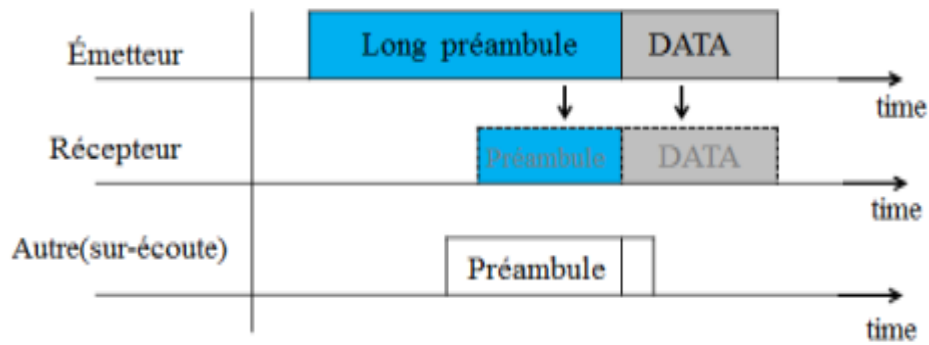 Émetteur
Long préambule
DATA
time
Récepteur
Préambule
DATA
time
Autre(sur-écoute)
Préambule
time